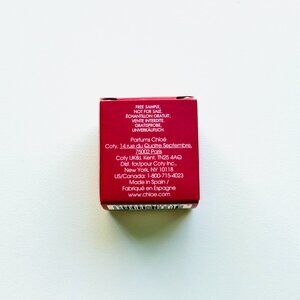 FREE SAMPLE,
NOT FOR SALE.
ÉCHANTILLON GRATUIT,
VENTE INTERDITE.
GRATISPROBE,
UNVERKÄUFLICH.
Parfums Chloé
Coty, 14 rue du Quatre Septembre,
75002 Paris
Coty UK&I, Kent, TN25 4AQ
Dist. for/pour Coty Inc.,
New York, NY 10118
US/Canada: 1-800-715-4023
Made in Spain /
Fabriqué en Espagne
www.chloe.com